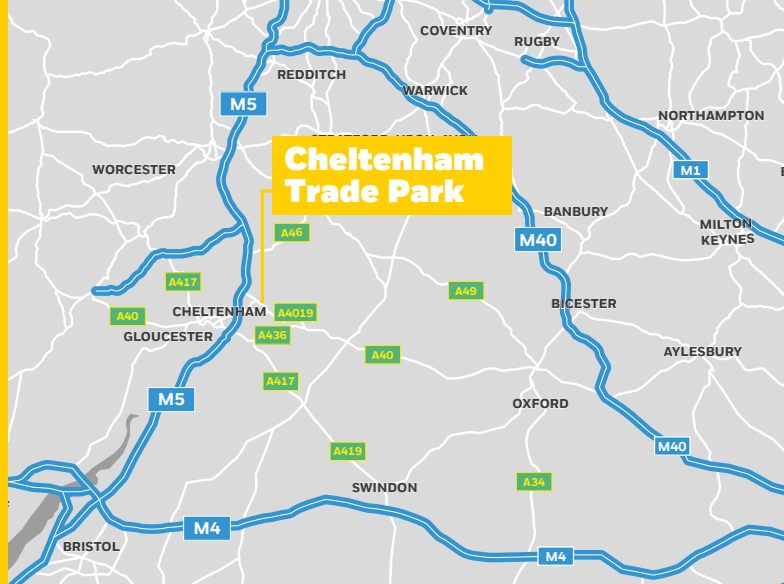 COVENTRY
RUGBY
REDDITCH
WARWICK
M5
NORTHAMPTON
Cheltenham
Trade Park
WORCESTER
M1
BANBURY
MILTON
KEYNES
A46
M40
A417
A49
BICESTER
CHELTENHAM
A4019
A40
GLOUCESTER
A436
A40
AYLESBURY
A417
M5
OXFORD
A419
M40
A34
SWINDON
M4
BRISTOL
M4